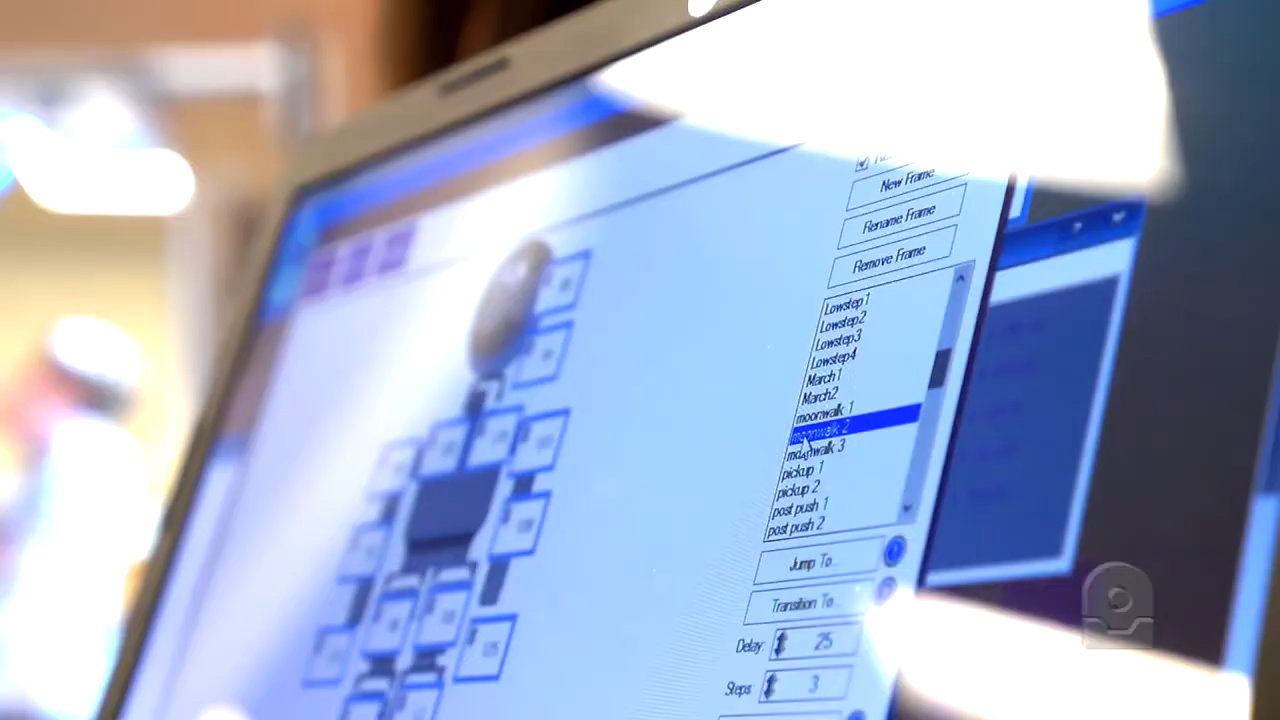 New Frame
Rename Frame
Remove Frame
Lowstep1
Lowstep2
Lowstep3
Lowstep4
March1
March2
moonwalk 1
moonwalk 2
moonwalk 3
pickup 1
pickup 2
post push 1
post push 2
Jump To...
Transition To...
Delay: 25
Steps 3